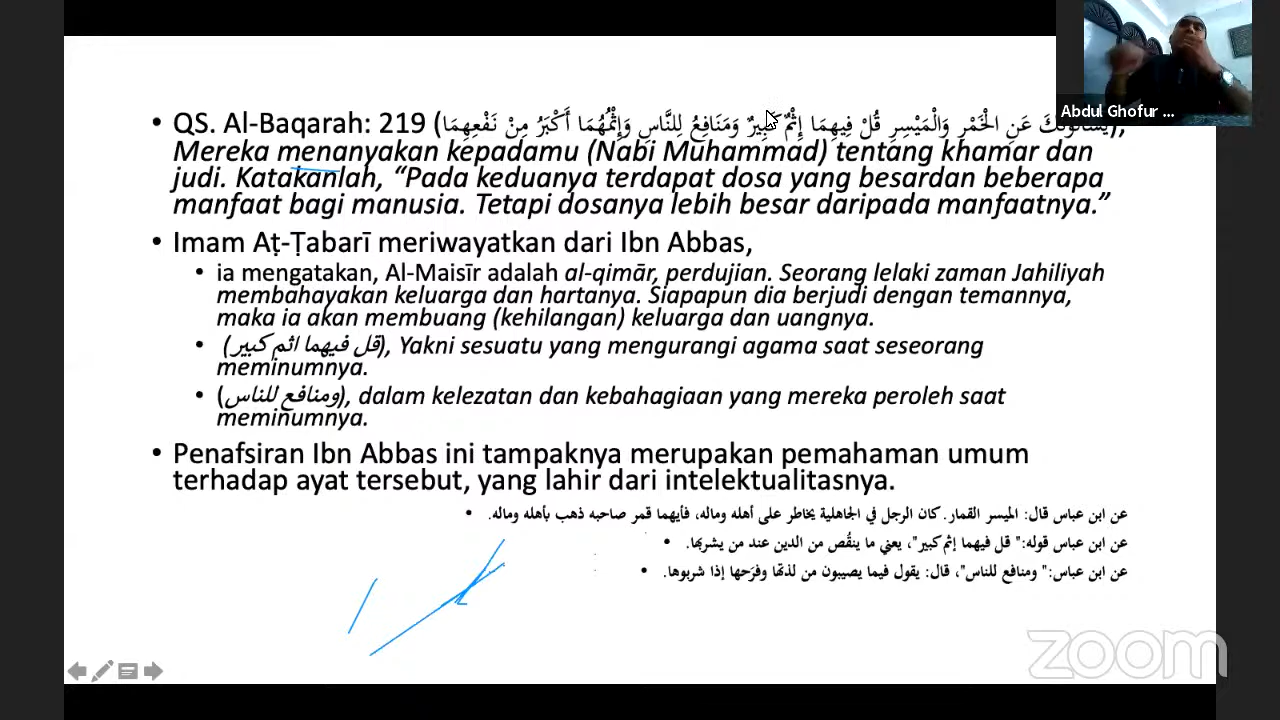 Abdul Ghofur ...
• QS. Al-Baqarah: 219 (يَسْأَلُونَكَ عَنِ الْخَمْرِ وَالْمَيْسِرِ قُلْ فِيهِمَا إِثْمٌ كَبِيرٌ وَمَنَافِعُ لِلنَّاسِ وَإِثْمُهُمَا أَكْبَرُ مِنْ نَفْعِهِمَا),
Mereka menanyakan kepadamu (Nabi Muhammad) tentang khamar dan
judi. Katakanlah, “Pada keduanya terdapat dosa yang besardan beberapa
manfaat bagi manusia. Tetapi dosanya lebih besar daripada manfaatnya.”
• Imam Aṭ-Ṭabarī meriwayatkan dari Ibn Abbas,
• ia mengatakan, Al-Maisīr adalah al-qimār, perdujian. Seorang lelaki zaman Jahiliyah
membahayakan keluarga dan hartanya. Siapapun dia berjudi dengan temannya,
maka ia akan membuang (kehilangan) keluarga dan uangnya.
• (قل فيهما اثم كبير), Yakni sesuatu yang mengurangi agama saat seseorang
meminumnya.
• (ومنافع للناس), dalam kelezatan dan kebahagiaan yang mereka peroleh saat
meminumnya.
• Penafsiran Ibn Abbas ini tampaknya merupakan pemahaman umum
terhadap ayat tersebut, yang lahir dari intelektualitasnya.
• عن ابن عباس قال: الميسر القمار. كان الرجل في الجاهلية يخاطر على أهله وماله، فأيهما قمر صاحبه ذهب بأهله وماله.
• عن ابن عباس قوله:" قل فيهما إثم كبير"، يعني ما ينقُص من الدين عند من يشربها.
• عن ابن عباس:" ومنافع للناس"، قال: يقول فيما يصيبون من لذتها وفرَحها إذا شربوها.
zoom